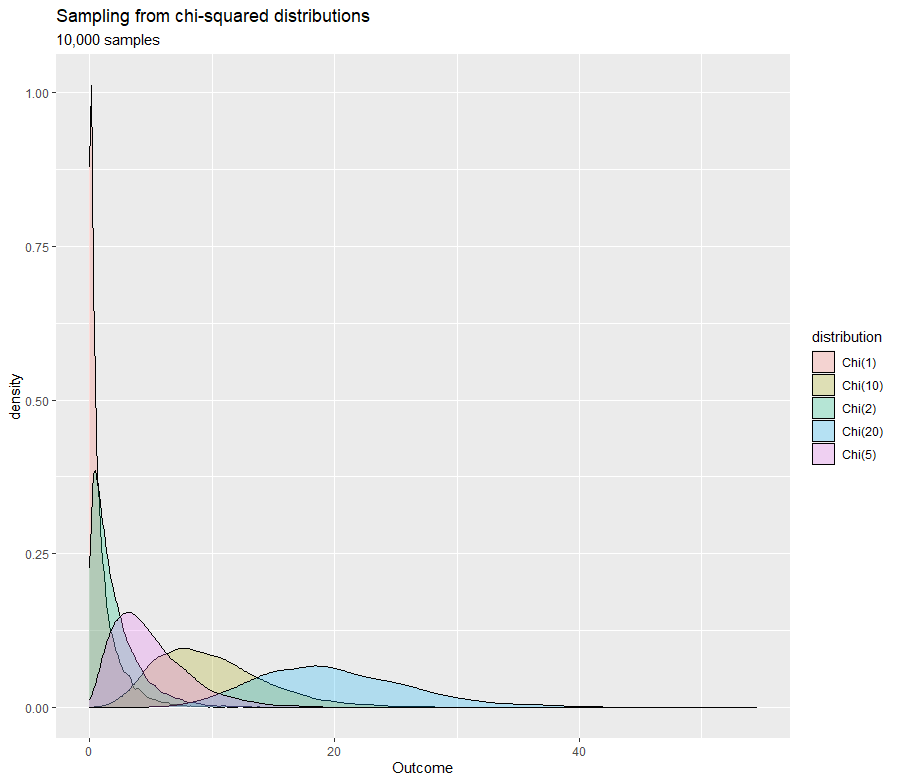 Sampling from chi-squared distributions
10,000 samples
1.00
0.75
0.50
0.25
0.00
density
0
20
40
Outcome
distribution
Chi(1)
Chi(10)
Chi(2)
Chi(20)
Chi(5)